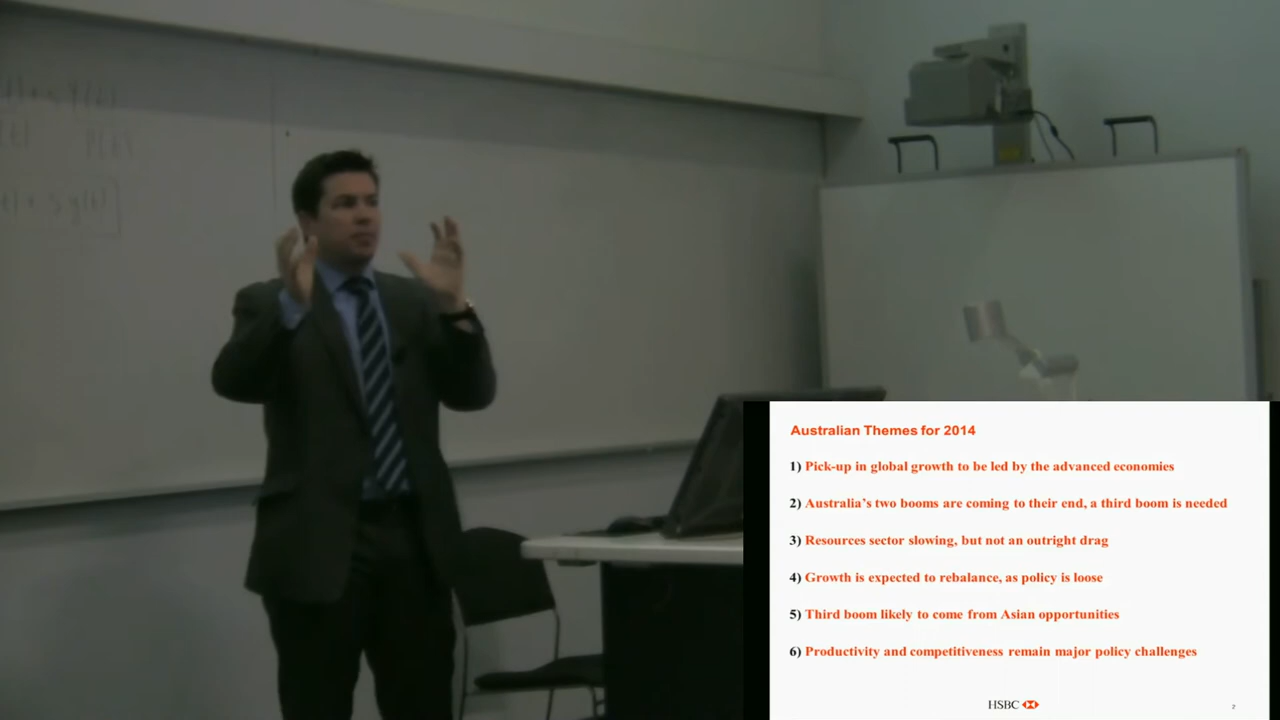 Australian Themes for 2014
1) Pick-up in global growth to be led by the advanced economies
2) Australia's two booms are coming to their end, a third boom is needed
3) Resources sector slowing, but not an outright drag
4) Growth is expected to rebalance, as policy is loose
5) Third boom likely to come from Asian opportunities
6) Productivity and competitiveness remain major policy challenges
HSBC
2